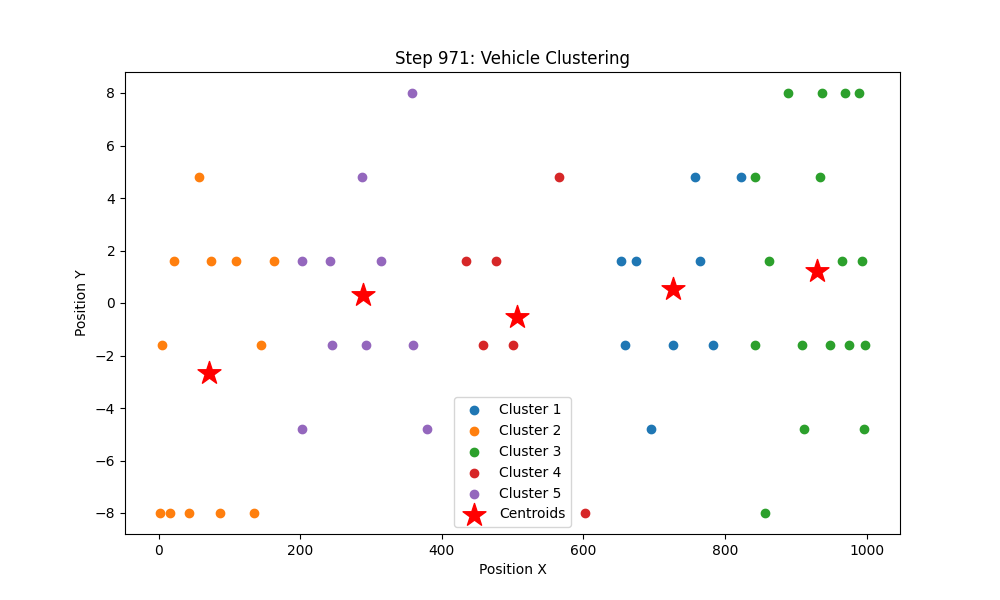 Step 971: Vehicle Clustering
Position Y
8
6
4
2
0
−2
−4
−6
−8
Cluster 1
Cluster 2
Cluster 3
Cluster 4
Cluster 5
Centroids
0 200 400 600 800 1000
Position X